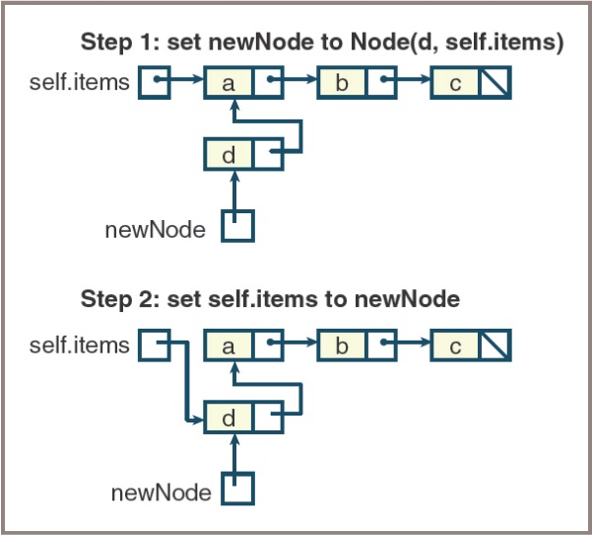 Step 1: set newNode to Node(d, self.items)
self.items a b c
d
newNode
Step 2: set self.items to newNode
self.items a b c
d
newNode